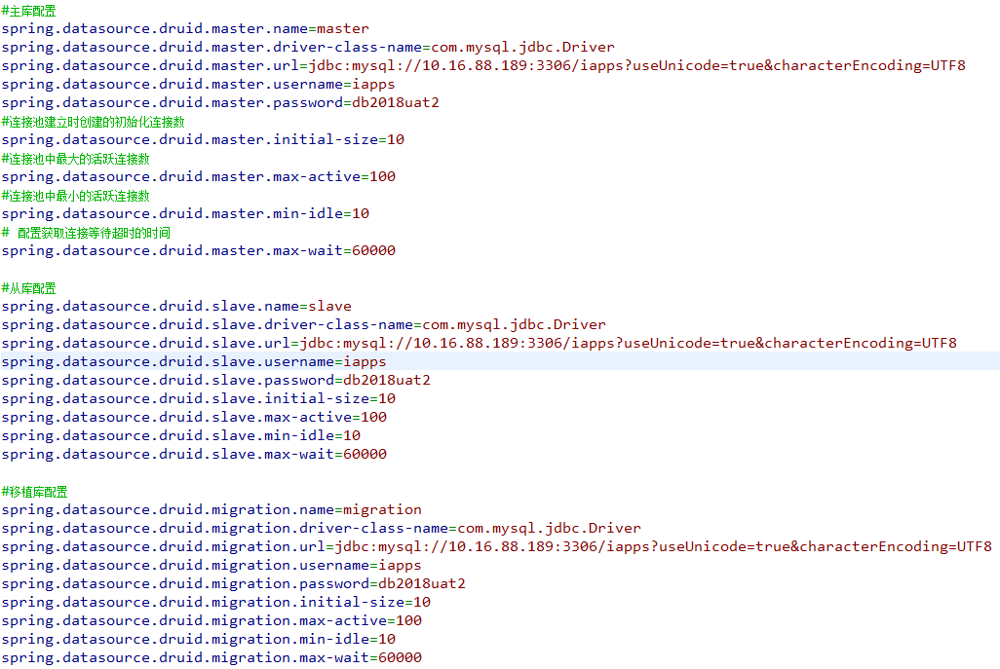 #主库配置
spring.datasource.druid.master.name=master
spring.datasource.druid.master.driver-class-name=com.mysql.jdbc.Driver
spring.datasource.druid.master.url=jdbc:mysql://10.16.88.189:3306/iapps?useUnicode=true&characterEncoding=UTF8
spring.datasource.druid.master.username=iapps
spring.datasource.druid.master.password=db2018uat2
#连接池建立时创建的初始化连接数
spring.datasource.druid.master.initial-size=10
#连接池中最大的活跃连接数
spring.datasource.druid.master.max-active=100
#连接池中最小的活跃连接数
spring.datasource.druid.master.min-idle=10
# 配置获取连接等待超时的时间
spring.datasource.druid.master.max-wait=60000
#从库配置
spring.datasource.druid.slave.name=slave
spring.datasource.druid.slave.driver-class-name=com.mysql.jdbc.Driver
spring.datasource.druid.slave.url=jdbc:mysql://10.16.88.189:3306/iapps?useUnicode=true&characterEncoding=UTF8
spring.datasource.druid.slave.username=iapps
spring.datasource.druid.slave.password=db2018uat2
spring.datasource.druid.slave.initial-size=10
spring.datasource.druid.slave.max-active=100
spring.datasource.druid.slave.min-idle=10
spring.datasource.druid.slave.max-wait=60000
#移植库配置
spring.datasource.druid.migration.name=migration
spring.datasource.druid.migration.driver-class-name=com.mysql.jdbc.Driver
spring.datasource.druid.migration.url=jdbc:mysql://10.16.88.189:3306/iapps?useUnicode=true&characterEncoding=UTF8
spring.datasource.druid.migration.username=iapps
spring.datasource.druid.migration.password=db2018uat2
spring.datasource.druid.migration.initial-size=10
spring.datasource.druid.migration.max-active=100
spring.datasource.druid.migration.min-idle=10
spring.datasource.druid.migration.max-wait=60000